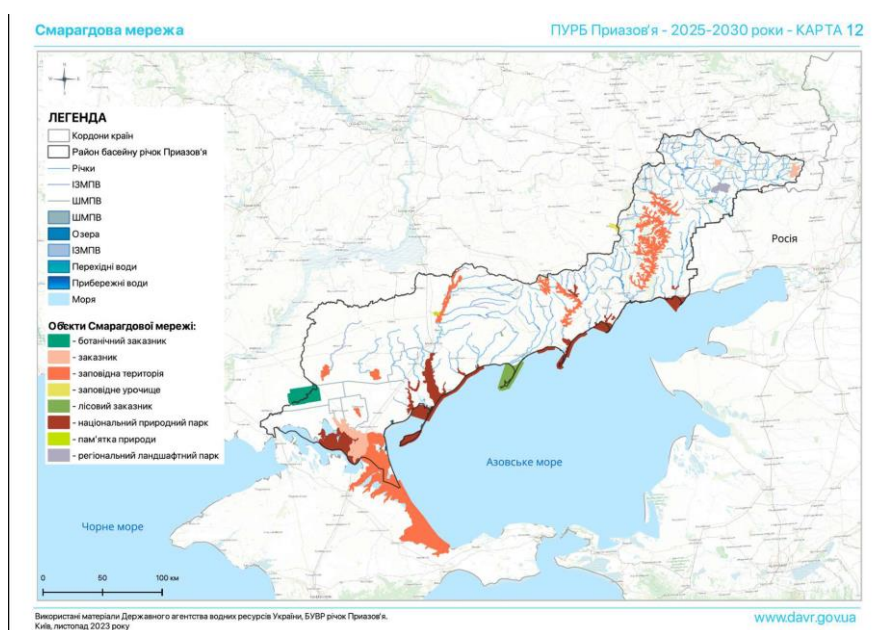 Смарагдова мережа
ПУРБ Приазов'я - 2025-2030 роки - КАРТА 12
ЛЕГЕНДА
Кордони країн
Район басейну річок Приазов'я
Річки
ІЗМПВ
ШМПВ
ШМПВ
Озера
ІЗМПВ
Перехідні води
Прибережні води
Моря
Об'єкти Смарагдової мережі:
- ботанічний заказник
- заказник
- заповідна територія
- заповідне урочище
- лісовий заказник
- національний природний парк
- пам'ятка природи
- регіональний ландшафтний парк
Росія
Азовське море
Чорне море
0 50 100 км
Використані матеріали Державного агентства водних ресурсів України, БУВР річок Приазов'я.
Київ, листопад 2023 року
www.davr.gov.ua